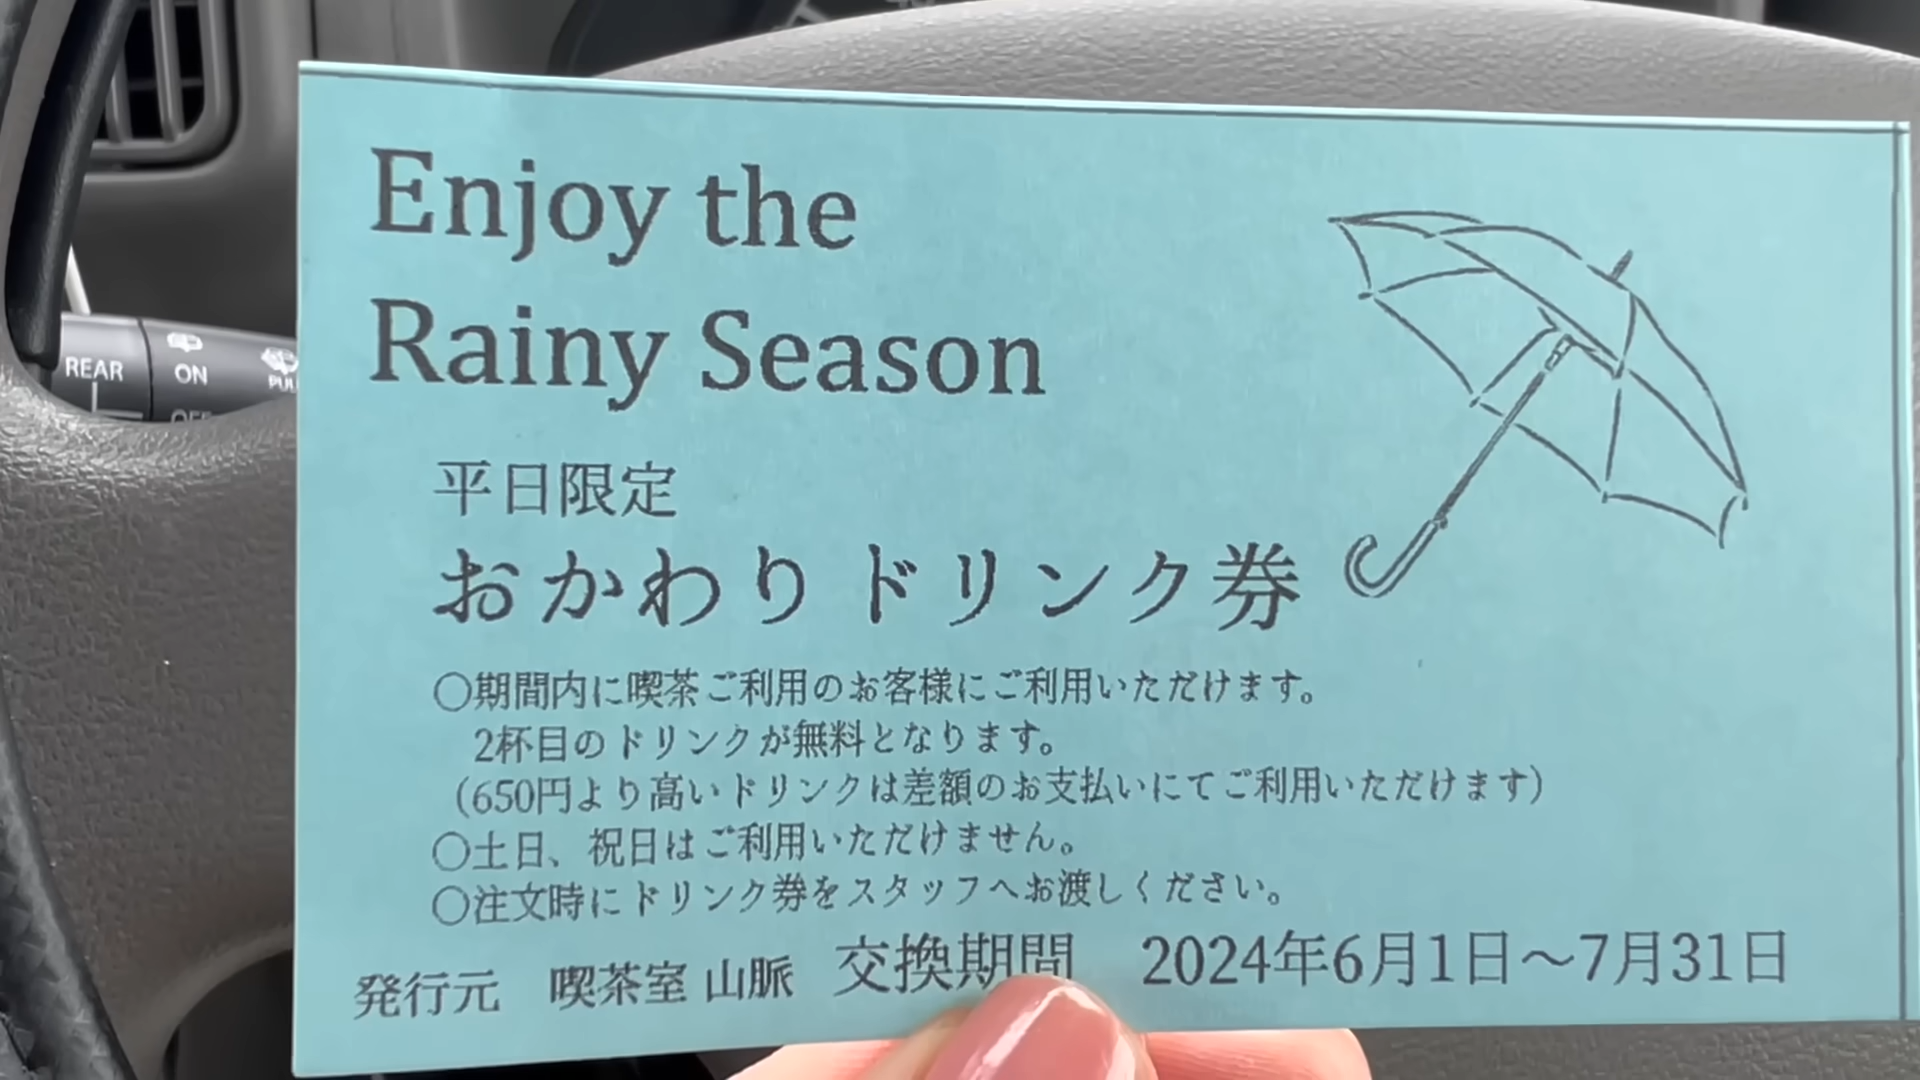 Enjoy the
Rainy Season
平日限定
おかわりドリンク券
〇期間内に喫茶ご利用のお客様にご利用いただけます。
2杯目のドリンクが無料となります。
（650円より高いドリンクは差額のお支払いにてご利用いただけます）
〇土日、祝日はご利用いただけません。
〇注文時にドリンク券をスタッフへお渡しください。
発行元 喫茶室 山脈 交換期間 2024年6月1日～7月31日
REAR
ON
OFF